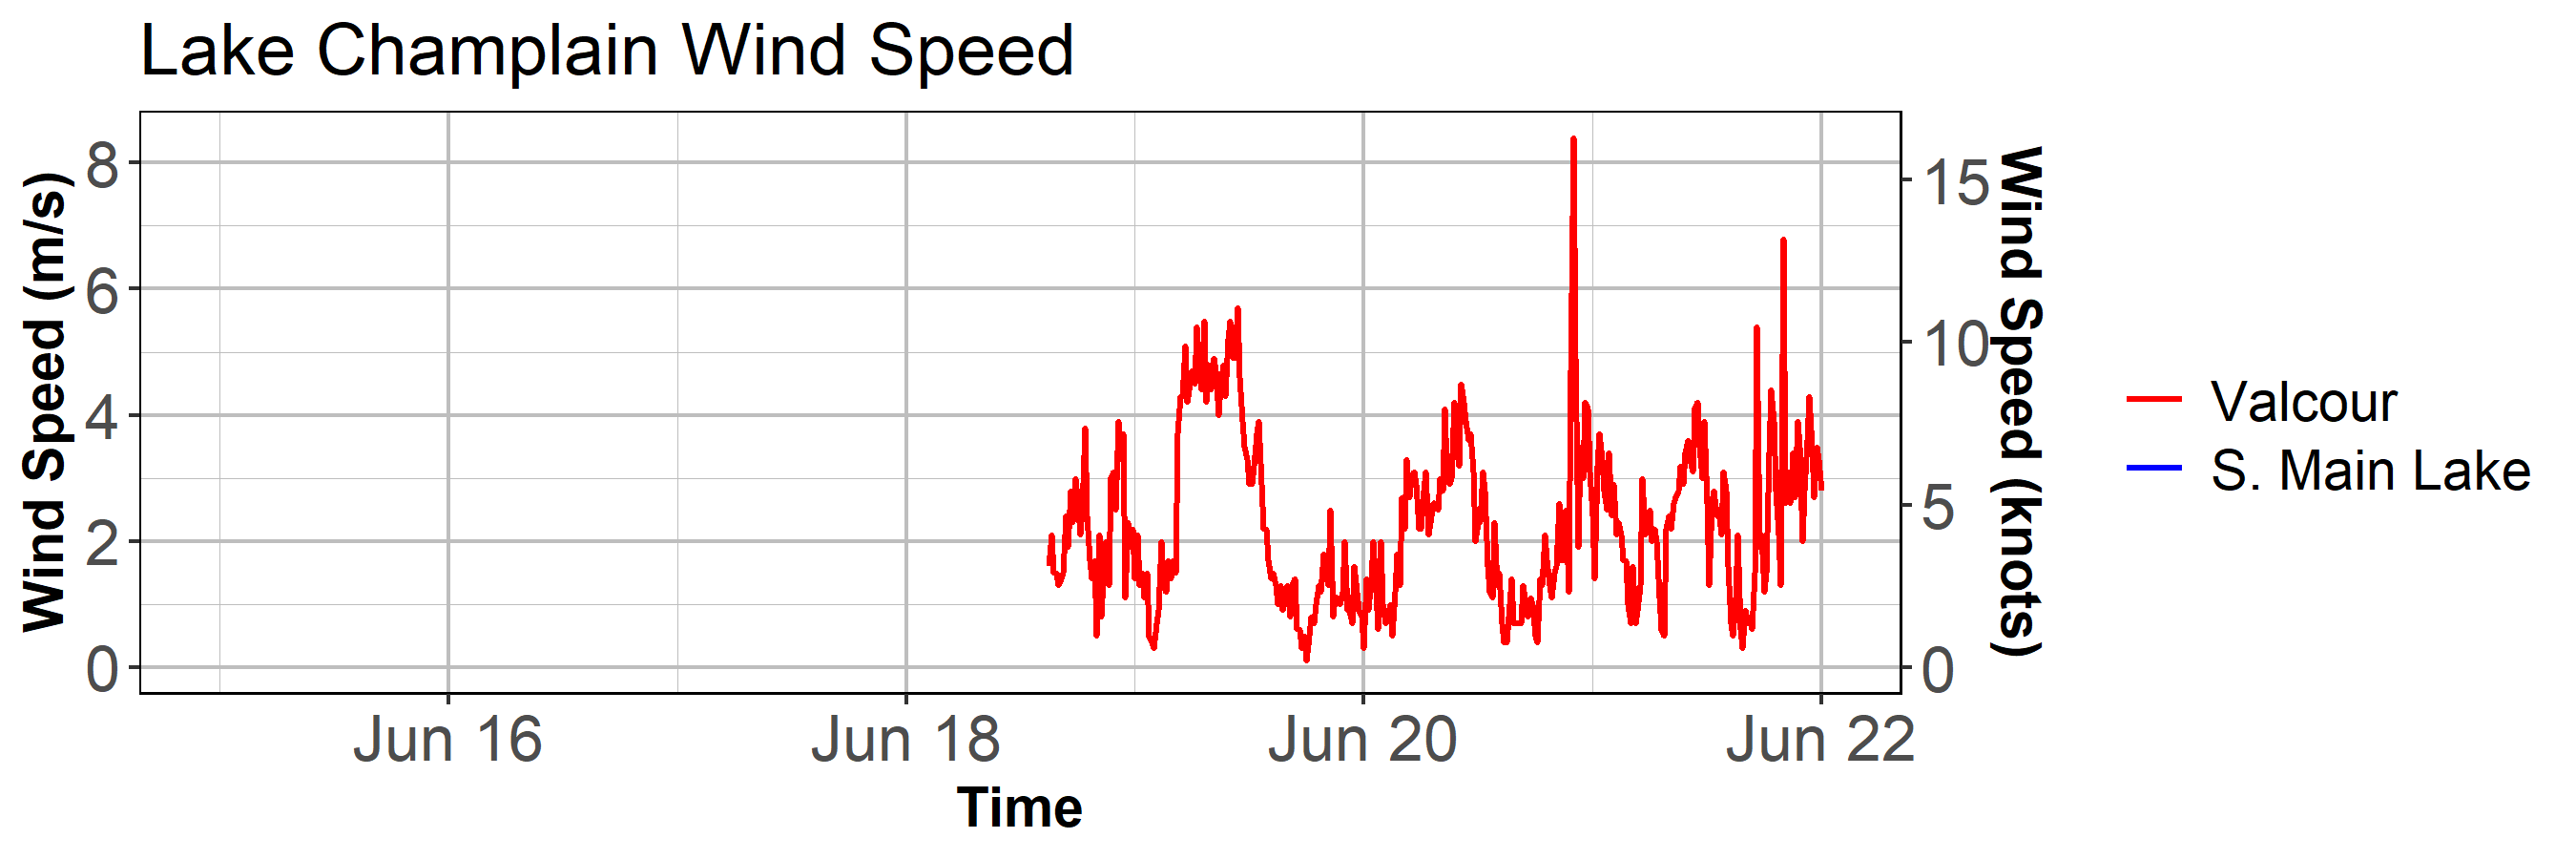 Lake Champlain Wind Speed
Wind Speed (m/s)
8
6
4
2
0
15
10
5
0
Wind Speed (knots)
Jun 16
Jun 18
Jun 20
Jun 22
Time
Valcour
S. Main Lake